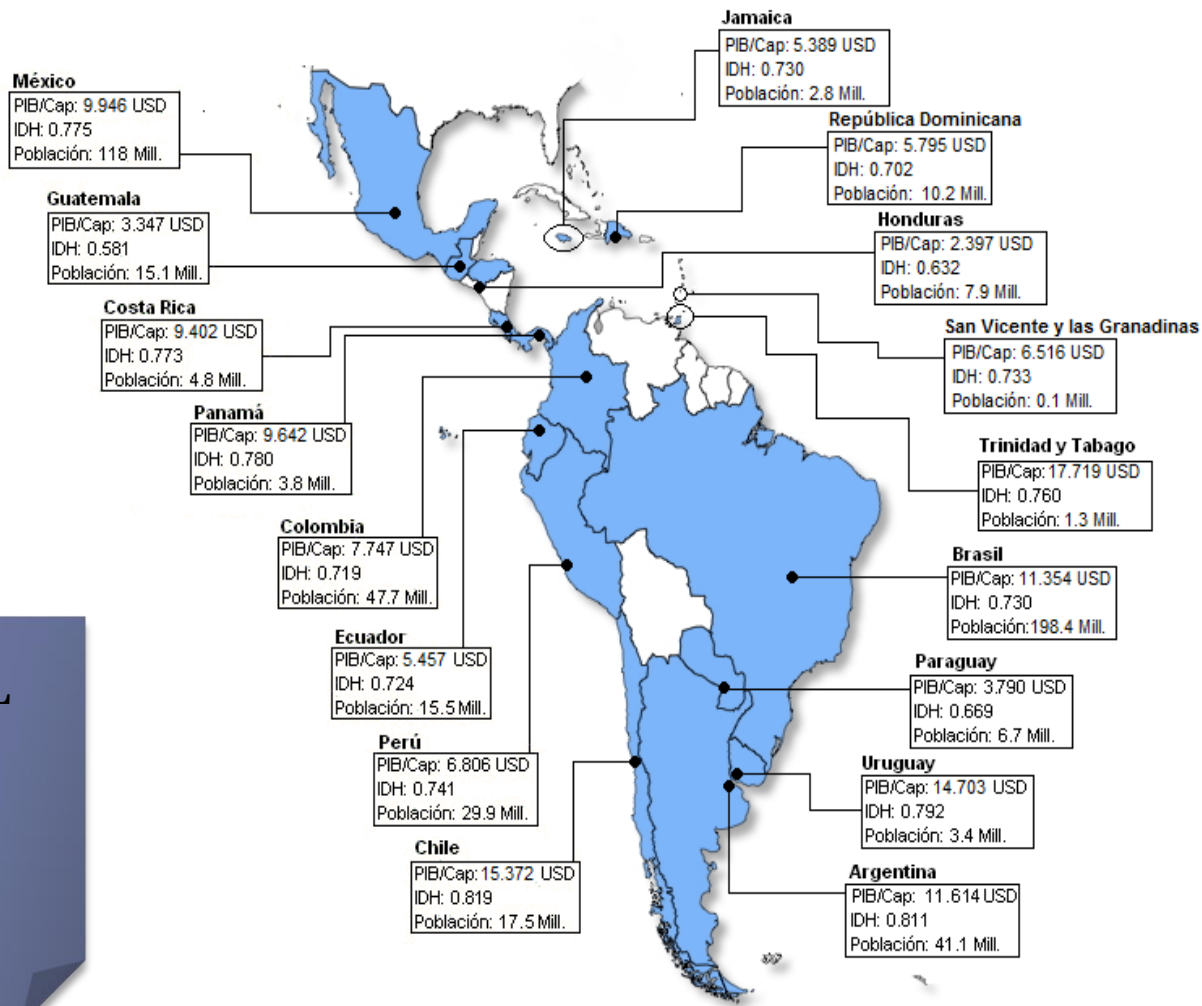 Jamaica
PIB/Cap: 5.389 USD
IDH: 0.730
Población: 2.8 Mill.
México
PIB/Cap: 9.946 USD
IDH: 0.775
Población: 118 Mill.
República Dominicana
PIB/Cap: 5.795 USD
IDH: 0.702
Población: 10.2 Mill.
Guatemala
PIB/Cap: 3.347 USD
IDH: 0.581
Población: 15.1 Mill.
Honduras
PIB/Cap: 2.397 USD
IDH: 0.632
Población: 7.9 Mill.
Costa Rica
PIB/Cap: 9.402 USD
IDH: 0.773
Población: 4.8 Mill.
San Vicente y las Granadinas
PIB/Cap: 6.516 USD
IDH: 0.733
Población: 0.1 Mill.
Panamá
PIB/Cap: 9.642 USD
IDH: 0.780
Población: 3.8 Mill.
Trinidad y Tabago
PIB/Cap: 17.719 USD
IDH: 0.760
Población: 1.3 Mill.
Colombia
PIB/Cap: 7.747 USD
IDH: 0.719
Población: 47.7 Mill.
Brasil
PIB/Cap: 11.354 USD
IDH: 0.730
Población:198.4 Mill.
Ecuador
PIB/Cap: 5.457 USD
IDH: 0.724
Población: 15.5 Mill.
Paraguay
PIB/Cap: 3.790 USD
IDH: 0.669
Población: 6.7 Mill.
L
Perú
PIB/Cap: 6.806 USD
IDH: 0.741
Población: 29.9 Mill.
Uruguay
PIB/Cap: 14.703 USD
IDH: 0.792
Población: 3.4 Mill.
Chile
PIB/Cap: 15.372 USD
IDH: 0.819
Población: 17.5 Mill.
Argentina
PIB/Cap: 11.614 USD
IDH: 0.811
Población: 41.1 Mill.